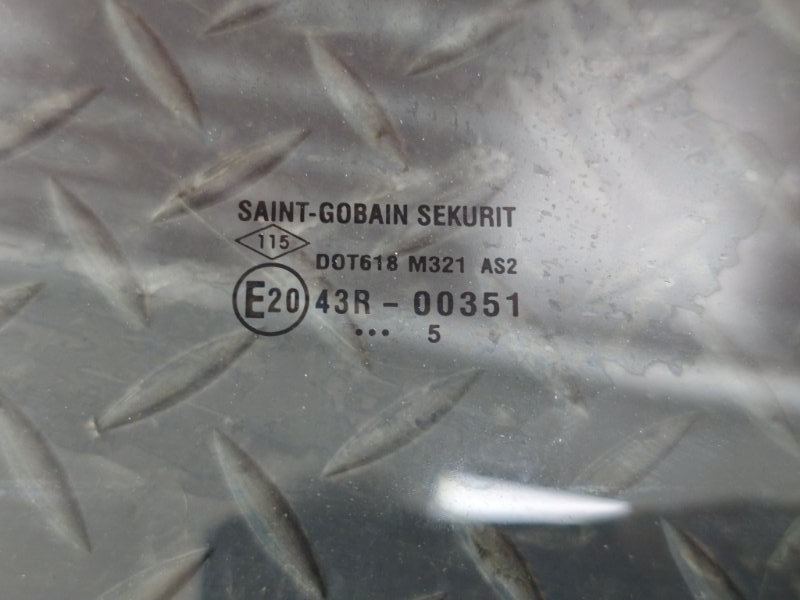 SAINT-GOBAIN SEKURIT
115
DOT618 M321 AS2
E20 43R - 00351
••• 5